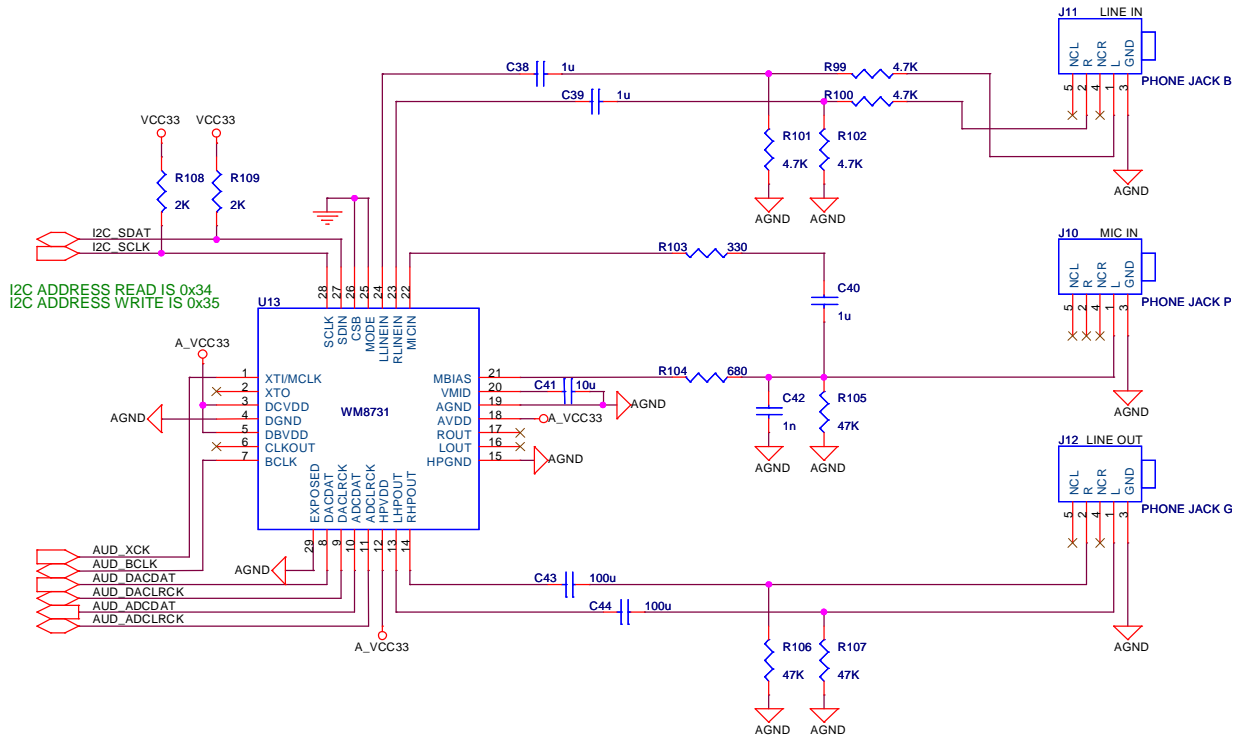 J11 LINE IN
NCL
R
NCR
L
GND
5
2
4
1
3
PHONE JACK B
AGND
C38 1u
R99 4.7K
C39 1u
R100 4.7K
R101
4.7K
R102
4.7K
AGND
AGND
VCC33
VCC33
R108
2K
R109
2K
I2C_SDAT
I2C_SCLK
I2C ADDRESS READ IS 0x34
I2C ADDRESS WRITE IS 0x35
R103 330
C40
1u
J10 MIC IN
NCL
R
NCR
L
GND
5
2
4
1
3
PHONE JACK P
AGND
U13
28
27
26
25
24
23
22
SCLK
SDIN
CSB
MODE
LLINEIN
RLINEIN
MICIN
A_VCC33
AGND
1 XTI/MCLK
2 XTO
3 DCVDD
4 DGND
5 DBVDD
6 CLKOUT
7 BCLK
WM8731
MBIAS 21
VMID 20
AGND 19
AVDD 18
ROUT 17
LOUT 16
HPGND 15
R104 680
C41 10u
AGND
A_VCC33
AGND
C42
1n
R105
47K
AGND
AGND
J12 LINE OUT
NCL
R
NCR
L
GND
5
2
4
1
3
PHONE JACK G
AGND
EXPOSED
DACDAT
DACLRCK
ADCDAT
ADCLRCK
HPVDD
LHPOUT
RHPOUT
29
8
9
10
11
12
13
14
AGND
AUD_XCK
AUD_BCLK
AUD_DACDAT
AUD_DACLRCK
AUD_ADCDAT
AUD_ADCLRCK
A_VCC33
C43 100u
C44 100u
R106
47K
R107
47K
AGND
AGND